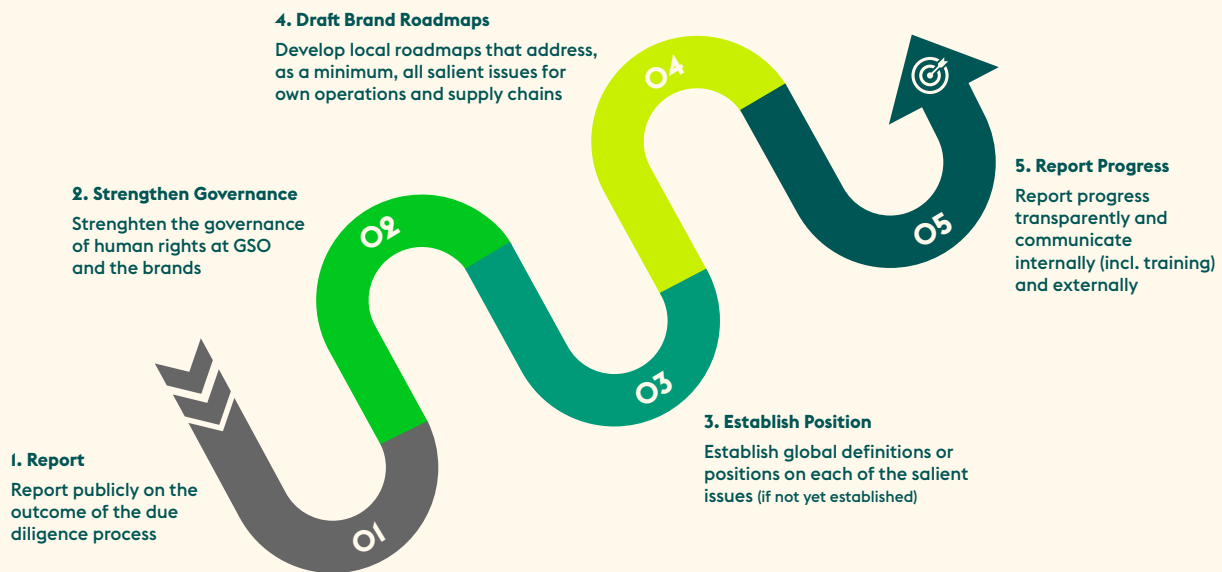 1. Report
Report publicly on the
outcome of the due
diligence process
01
2. Strengthen Governance
Strenghten the governance
of human rights at GSO
and the brands
02
3. Establish Position
Establish global definitions or
positions on each of the salient
issues (if not yet established)
03
4. Draft Brand Roadmaps
Develop local roadmaps that address,
as a minimum, all salient issues for
own operations and supply chains
04
5. Report Progress
Report progress
transparently and
communicate
internally (incl. training)
and externally
05